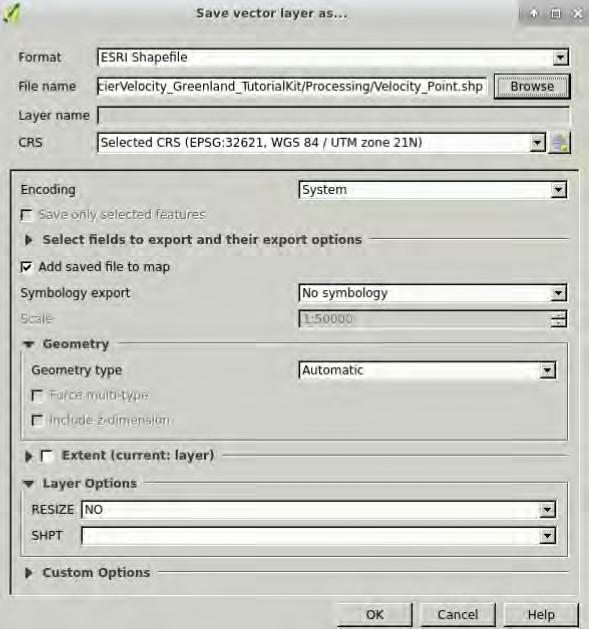 Save vector layer as...
Format ESRI Shapefile
File name cierVelocity_Greenland_TutorialKit/Processing/Velocity_Point.shp Browse
Layer name
CRS Selected CRS (EPSG:32621, WGS 84 / UTM zone 21N)
Encoding System
Save only selected features
Select fields to export and their export options
Add saved file to map
Symbology export No symbology
Scale 1:50000
Geometry
Geometry type Automatic
Force multi-type
Include z-dimension
Extent (current: layer)
Layer Options
RESIZE NO
SHPT
Custom Options
OK Cancel Help